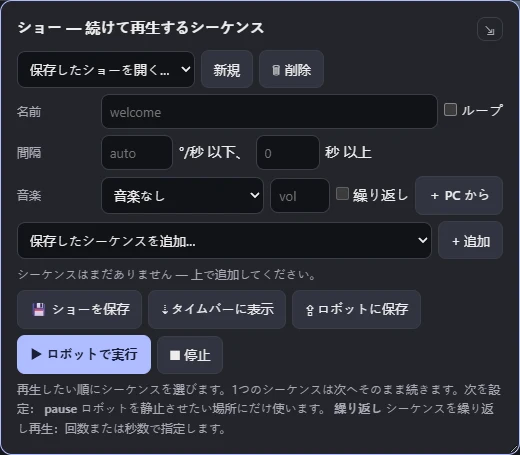 ショー — 続けて再生するシーケンス
保存したショーを開く... 新規 🗑 削除
名前 welcome ループ
間隔 auto °/秒 以下、 0 秒 以上
音楽 音楽なし vol 繰り返し + PC から
保存したシーケンスを追加... + 追加
シーケンスはまだありません — 上で追加してください。
💾 ショーを保存 ⇣タイムバーに表示 ⇪ロボットに保存
▶ ロボットで実行 ■ 停止
再生したい順にシーケンスを選びます。1つのシーケンスは次へそのまま続きます。次を設
定: pause ロボットを静止させたい場所にだけ使います。 繰り返し シーケンスを繰り返
し再生: 回数または秒数で指定します。